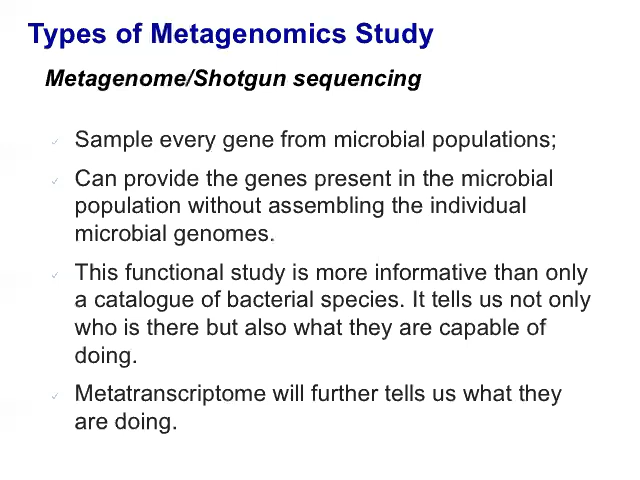 Types of Metagenomics Study
Metagenome/Shotgun sequencing
✓ Sample every gene from microbial populations;
✓ Can provide the genes present in the microbial
population without assembling the individual
microbial genomes.
✓ This functional study is more informative than only
a catalogue of bacterial species. It tells us not only
who is there but also what they are capable of
doing.
✓ Metatranscriptome will further tells us what they
are doing.